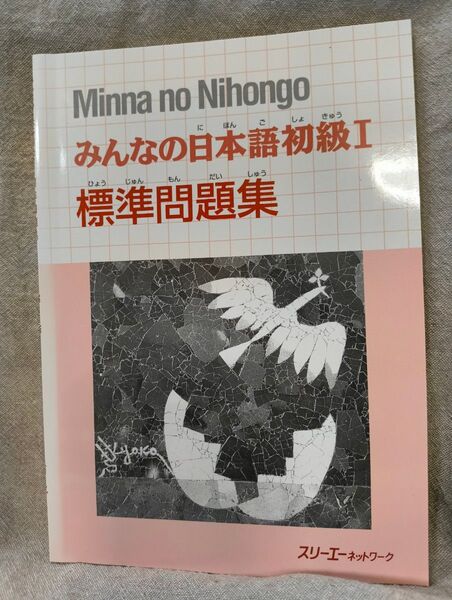 Minna no Nihongo
に ほん ご しょ きゅう
みんなの日本語初級I
ひょう じゅん もん だい しゅう
標準問題集
Kyoko
スリーエーネットワーク